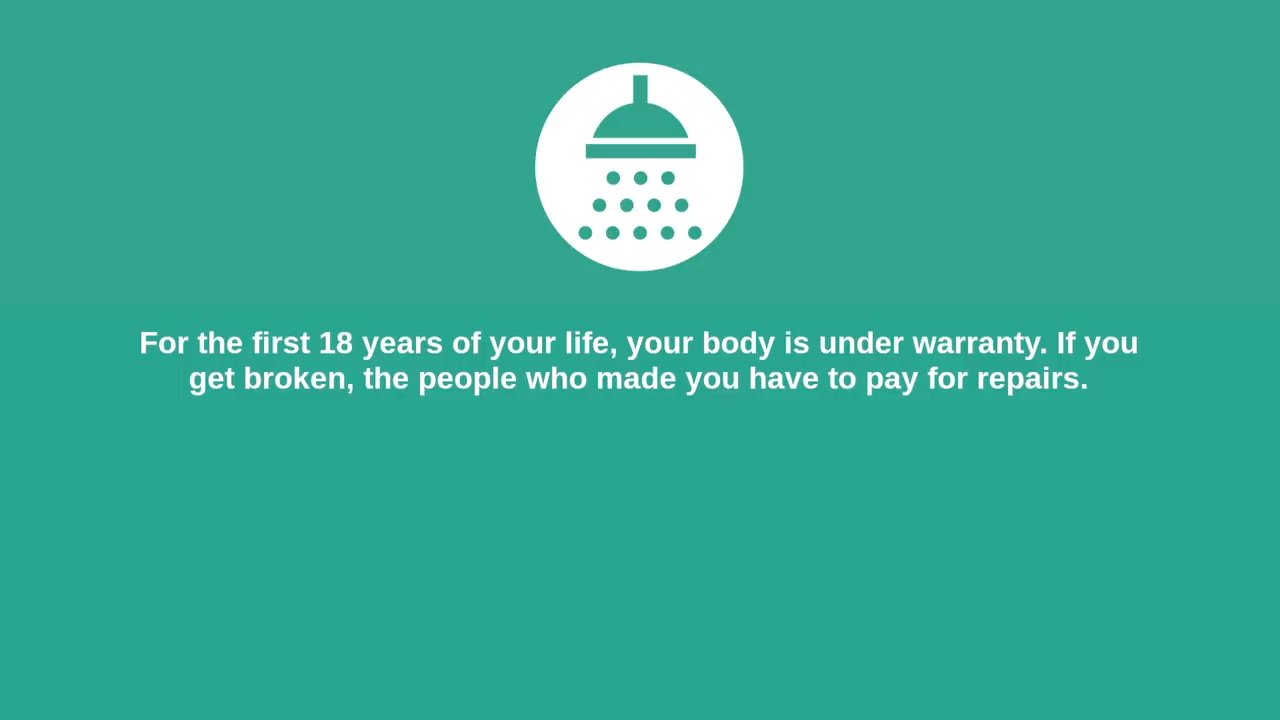 For the first 18 years of your life, your body is under warranty. If you
get broken, the people who made you have to pay for repairs.